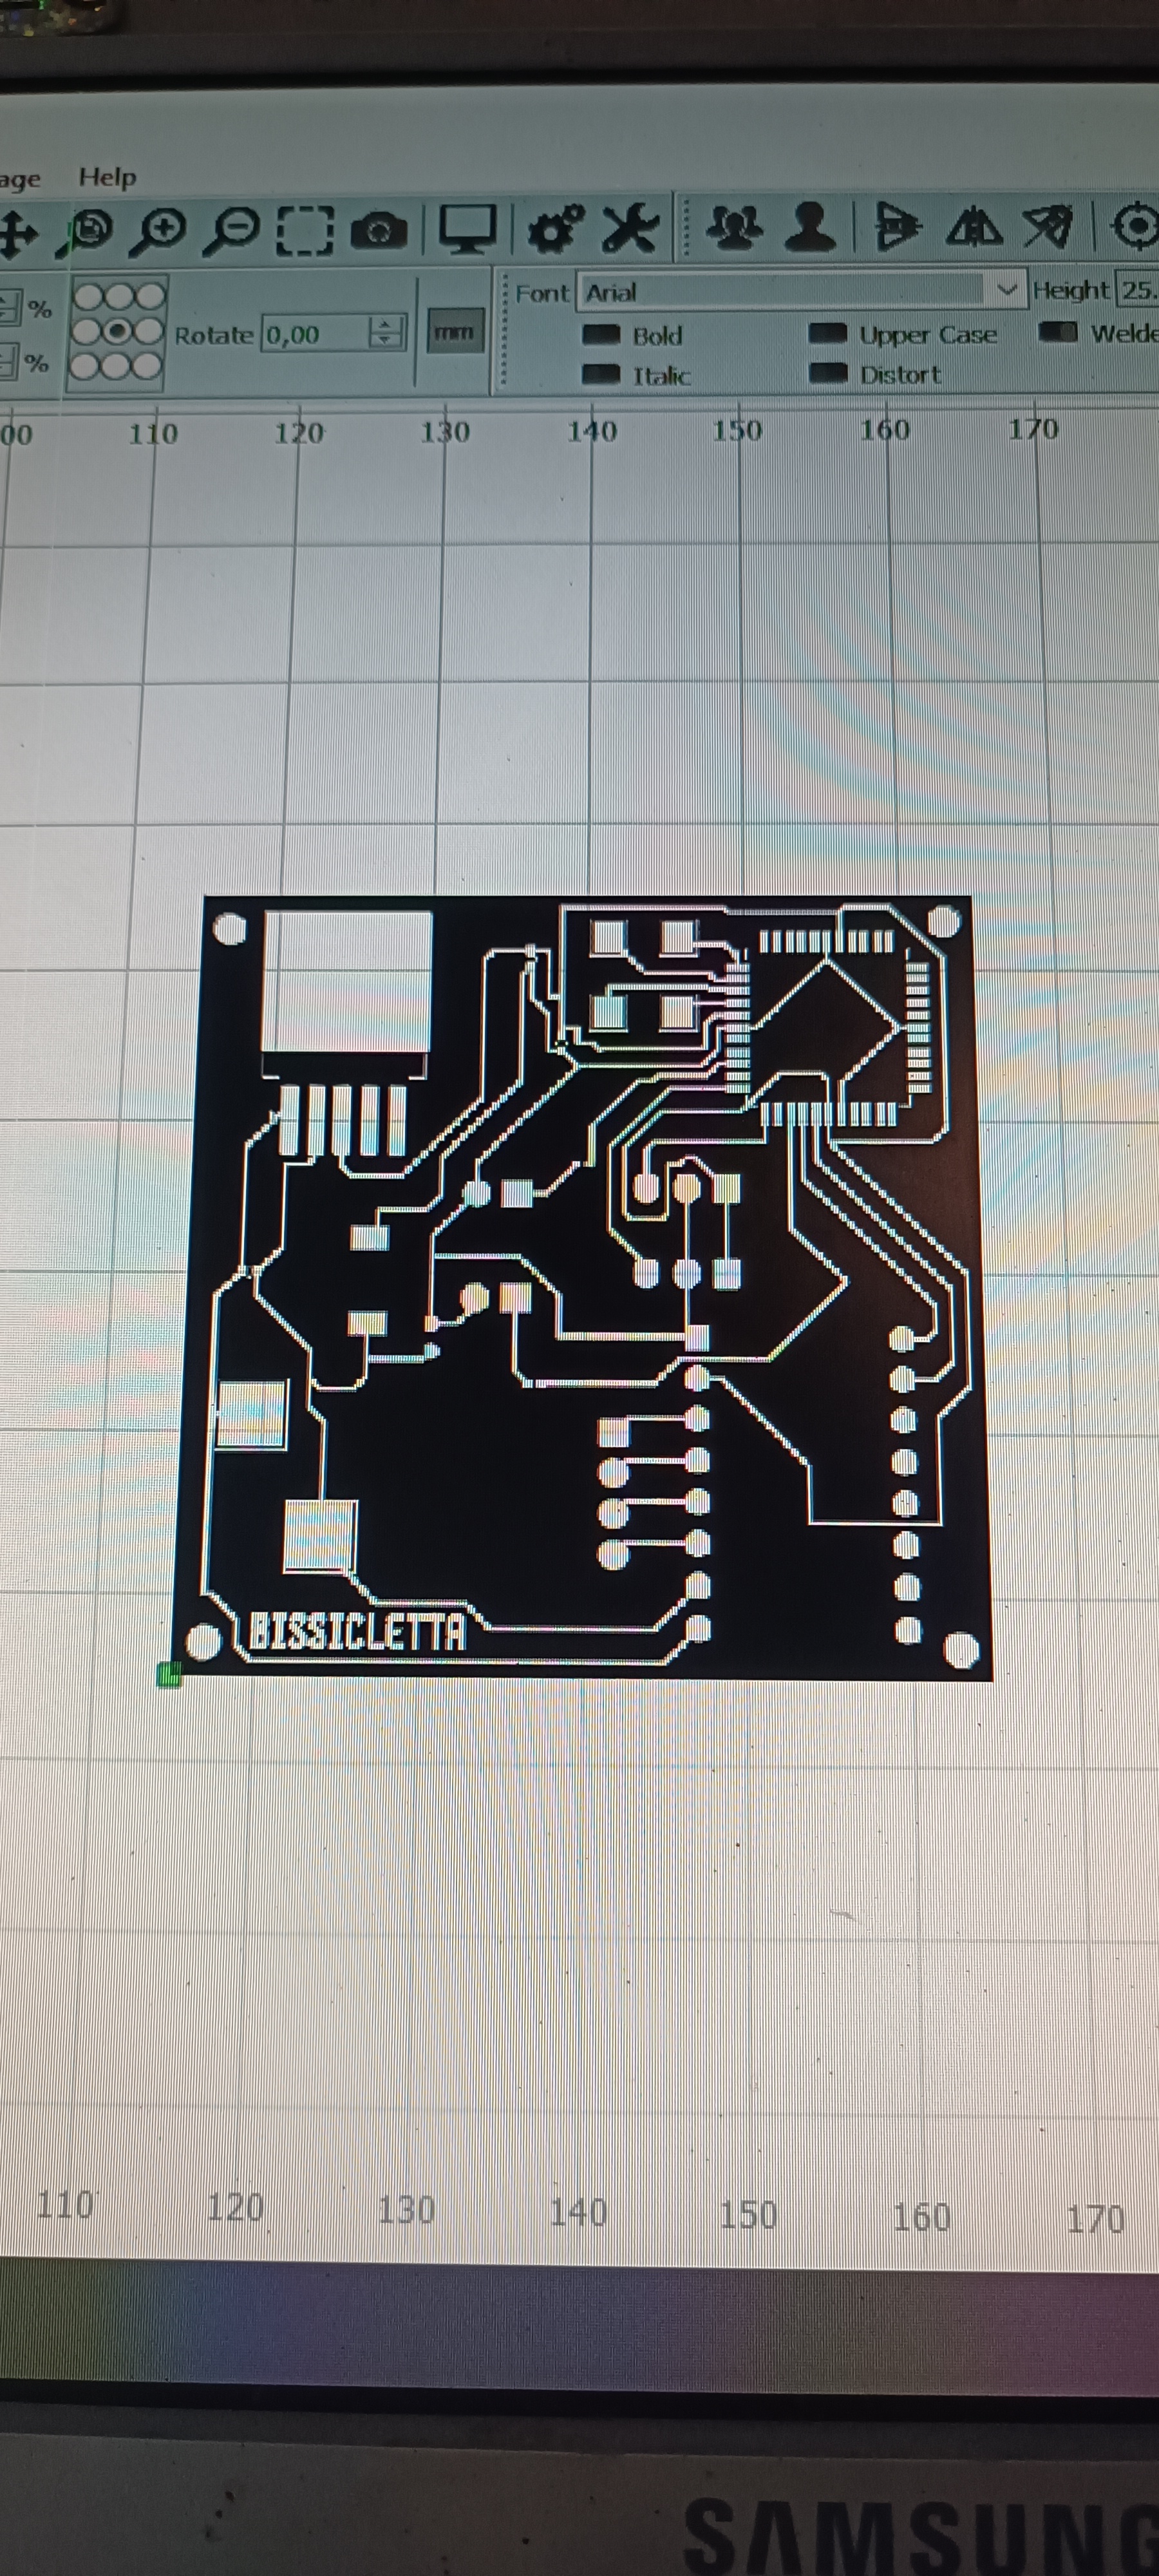 age Help
%
Rotate 0,00 mm
%
Font Arial Height 25.
Bold Upper Case Welde
Italic Distort
00 110 120 130 140 150 160 170
BISSICLETTA
110 120 130 140 150 160 170
SAMSUNG